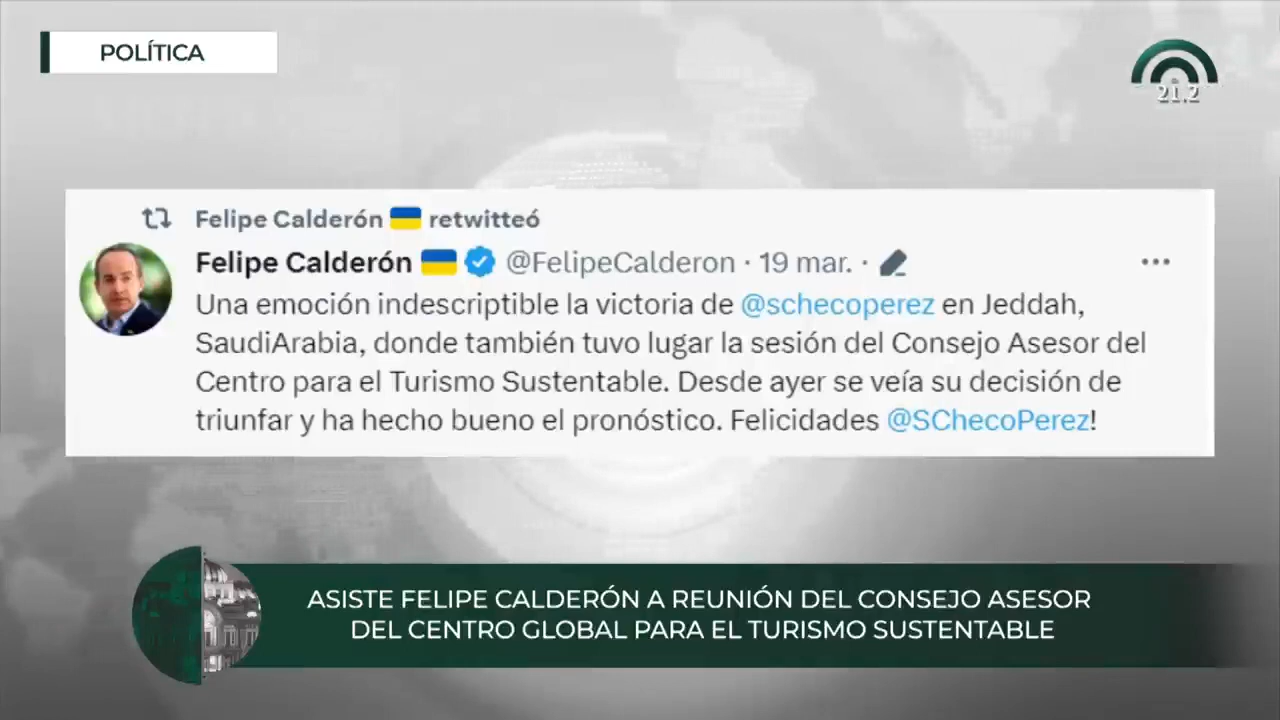 POLÍTICA
21.2
Felipe Calderón 🇺🇦 retwitteó
Felipe Calderón 🇺🇦 @FelipeCalderon · 19 mar. ·
Una emoción indescriptible la victoria de @schecoperez en Jeddah,
SaudiArabia, donde también tuvo lugar la sesión del Consejo Asesor del
Centro para el Turismo Sustentable. Desde ayer se veía su decisión de
triunfar y ha hecho bueno el pronóstico. Felicidades @SChecoPerez!
ASISTE FELIPE CALDERÓN A REUNIÓN DEL CONSEJO ASESOR
DEL CENTRO GLOBAL PARA EL TURISMO SUSTENTABLE